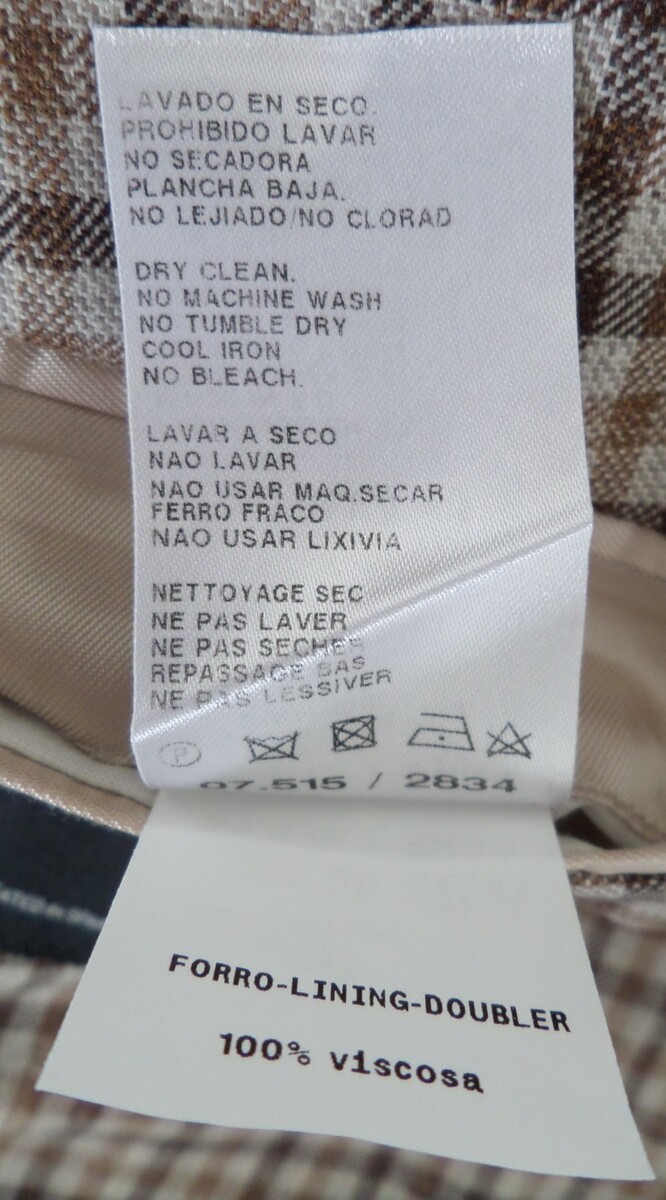 LAVADO EN SECO.
PROHIBIDO LAVAR
NO SECADORA
PLANCHA BAJA.
NO LEJIADO/NO CLORAD
DRY CLEAN.
NO MACHINE WASH
NO TUMBLE DRY
COOL IRON
NO BLEACH.
LAVAR A SECO
NAO LAVAR
NAO USAR MAQ.SECAR
FERRO FRACO
NAO USAR LIXIVIA
NETTOYAGE SEC
NE PAS LAVER
NE PAS SECHER
REPASSAGE BAS
NE PAS LESSIVER
P
07.515 / 2834
FORRO-LINING-DOUBLER
100% viscosa